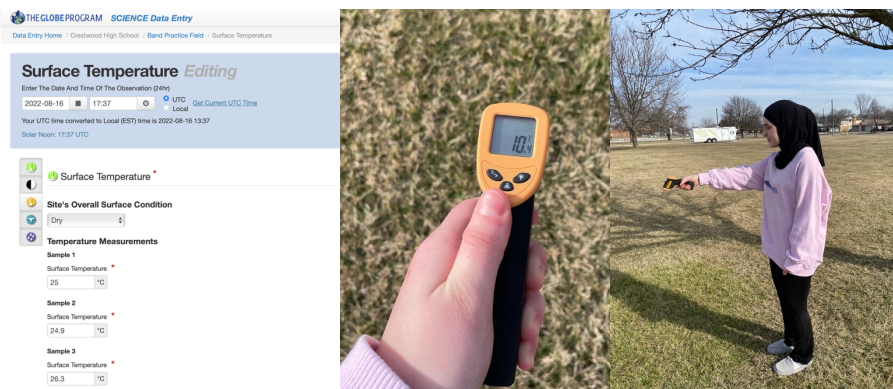 THE GLOBE PROGRAM SCIENCE Data Entry
Data Entry Home / Crestwood High School / Band Practice Field / Surface Temperature
Surface Temperature Editing
Enter The Date And Time Of The Observation (24hr)
2022-08-16 17:37 UTC Local Get Current UTC Time
Your UTC time converted to Local (EST) time is 2022-08-16 13:37
Solar Noon: 17:37 UTC
Surface Temperature *
Site's Overall Surface Condition
Dry
Temperature Measurements
Sample 1
Surface Temperature *
25 °C
Sample 2
Surface Temperature *
24.9 °C
Sample 3
Surface Temperature *
26.3 °C
10.4 °C